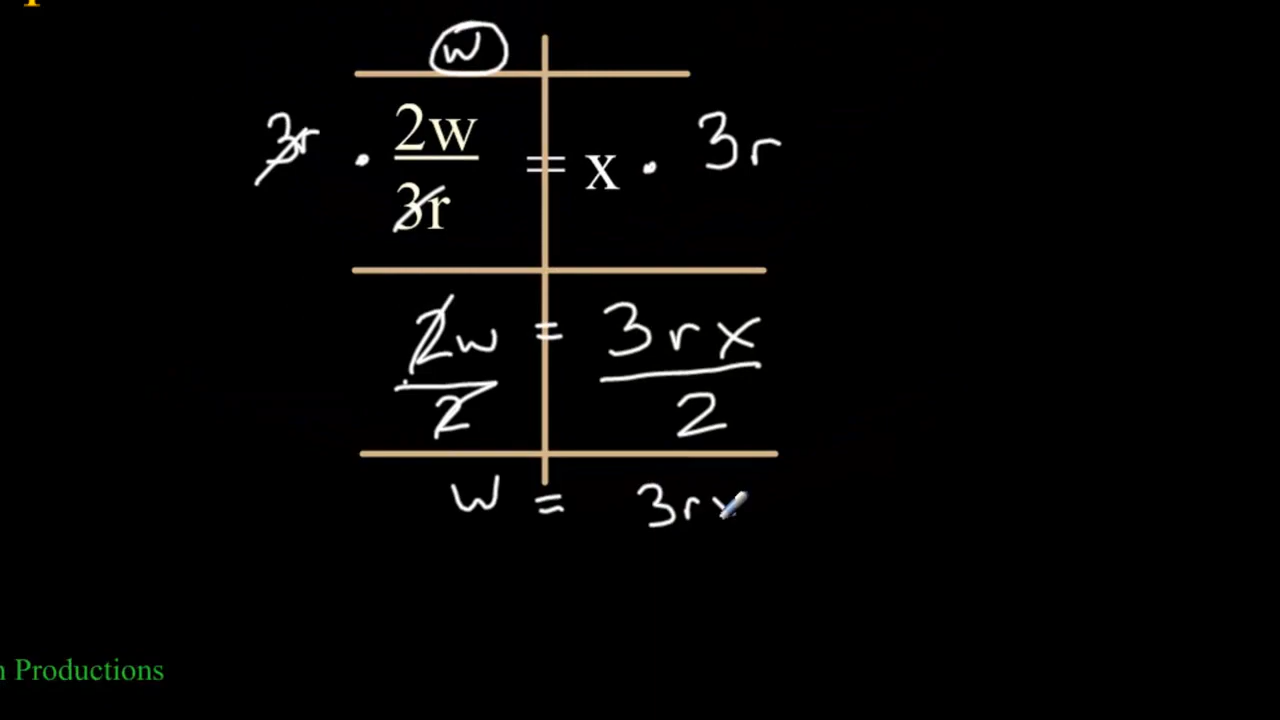 w
3r · 2w/3r = x · 3r
2w/2 = 3rx/2
w = 3rx
n Productions